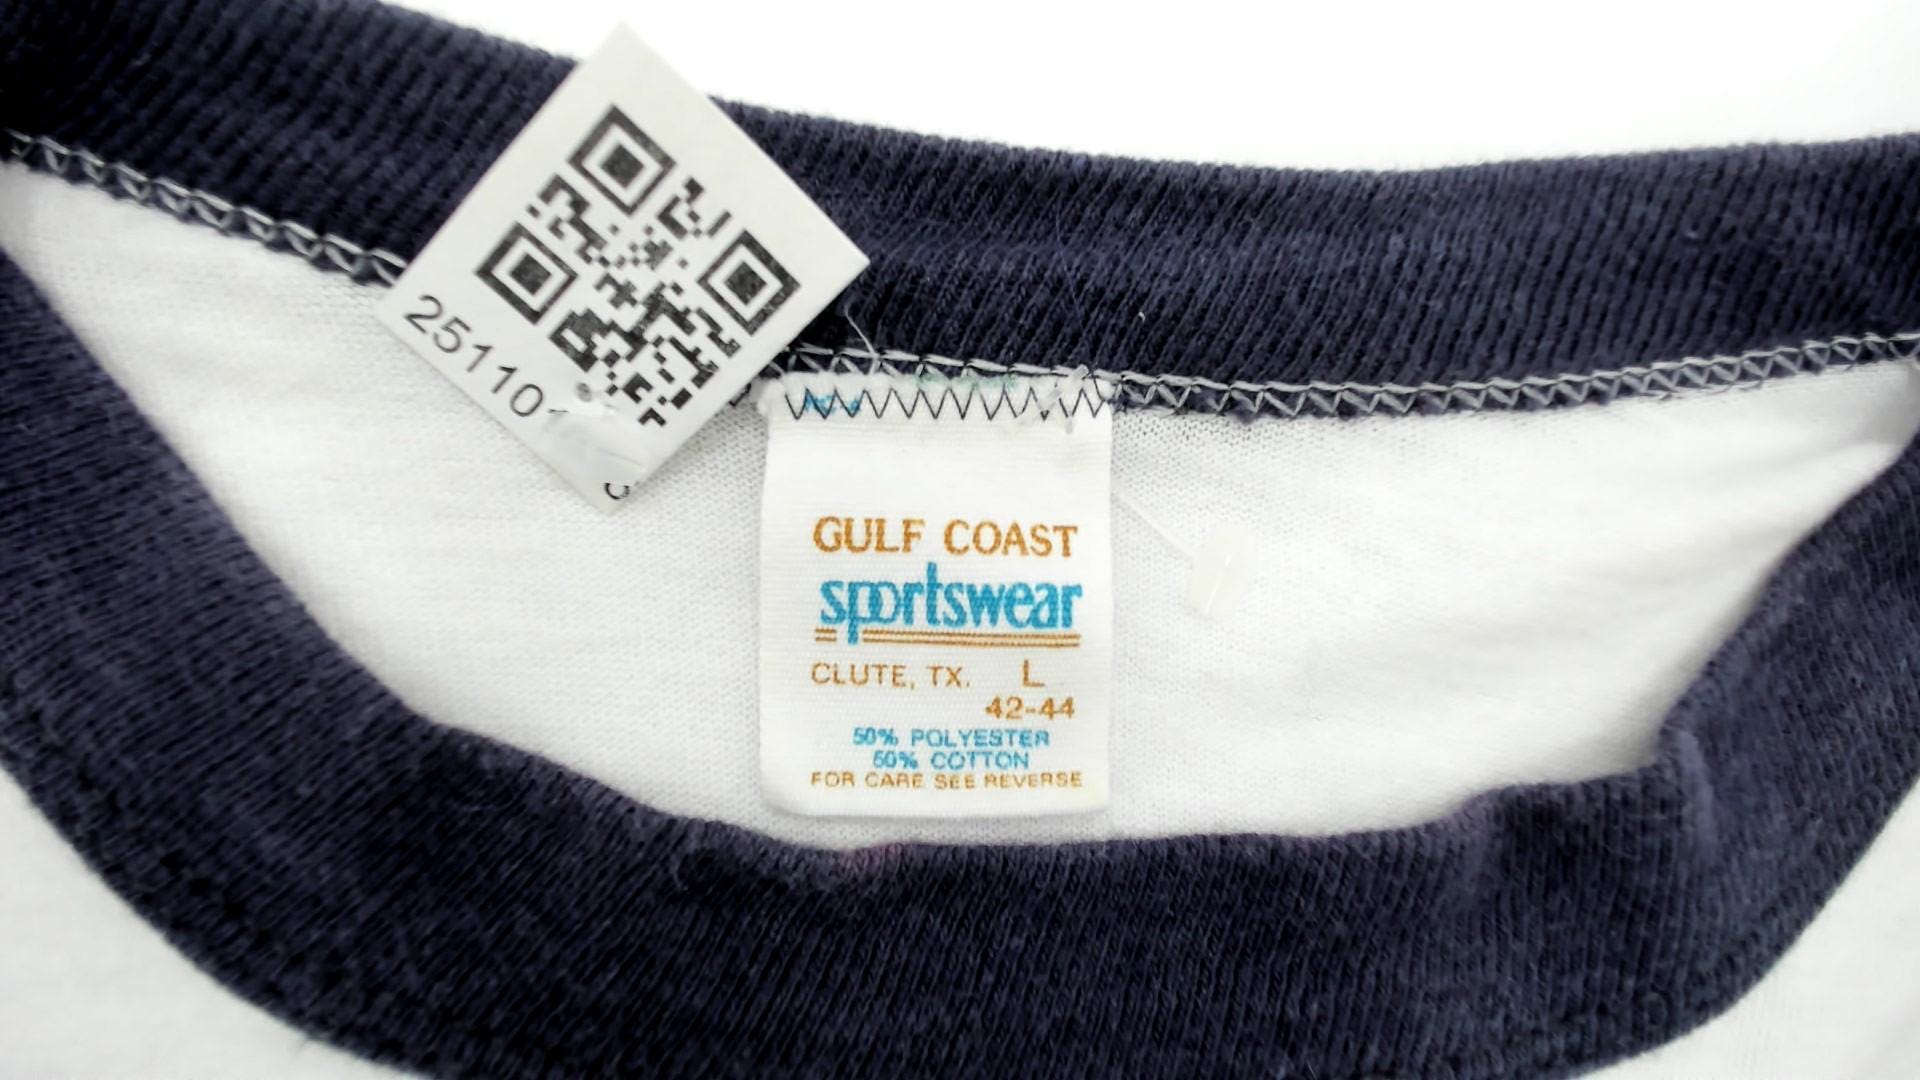 25110
GULF COAST
sportswear
CLUTE, TX. L
42-44
50% POLYESTER
50% COTTON
FOR CARE SEE REVERSE